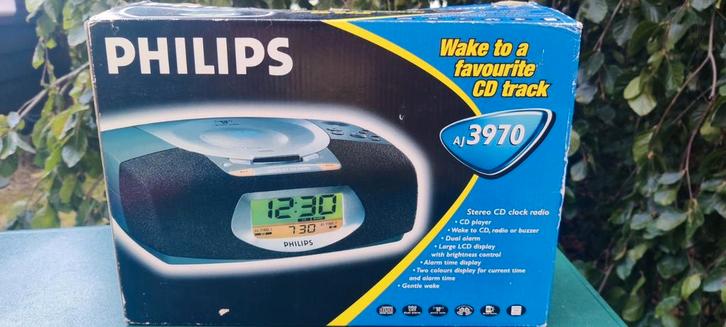 PHILIPS
Wake to a
favourite
CD track
AJ3970
12:30
7:30
PHILIPS
Stereo CD clock radio
• CD player
• Wake to CD, radio or buzzer
• Dual alarm
• Large LCD display
with brightness control
• Alarm time display
• Two colours display for current time
and alarm time
• Gentle wake